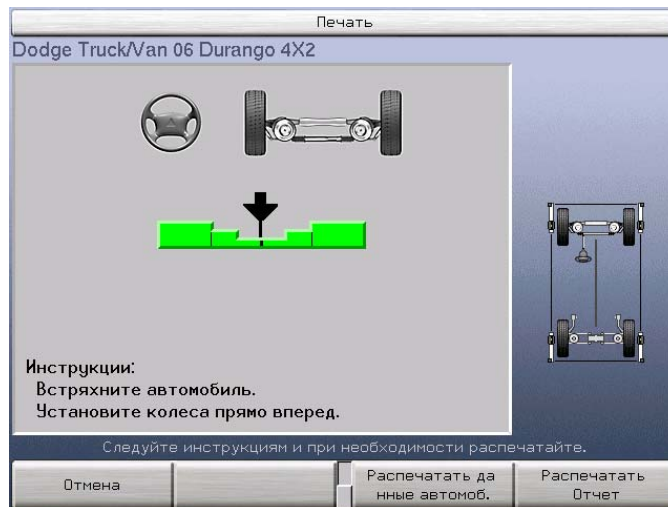 Печать
Dodge Truck/Van 06 Durango 4X2
Инструкции:
Встряхните автомобиль.
Установите колеса прямо вперед.
Следуйте инструкциям и при необходимости распечатайте.
Отмена
Распечатать да
нные автомоб.
Распечатать
Отчет